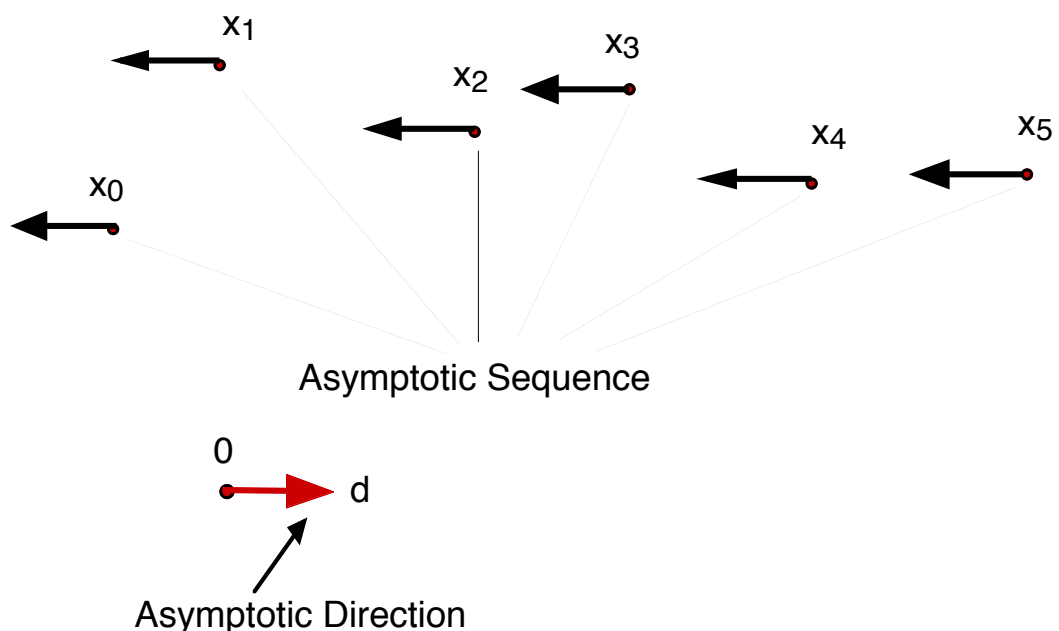 x1
x3
x2
x4
x5
x0
Asymptotic Sequence
0
d
Asymptotic Direction